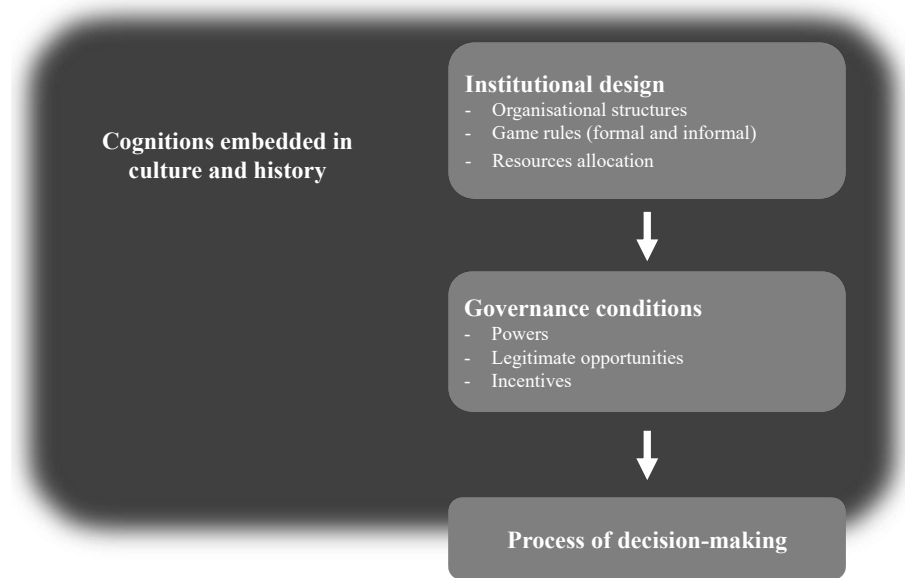 Cognitions embedded in
culture and history
Institutional design
- Organisational structures
- Game rules (formal and informal)
- Resources allocation
Governance conditions
- Powers
- Legitimate opportunities
- Incentives
Process of decision-making